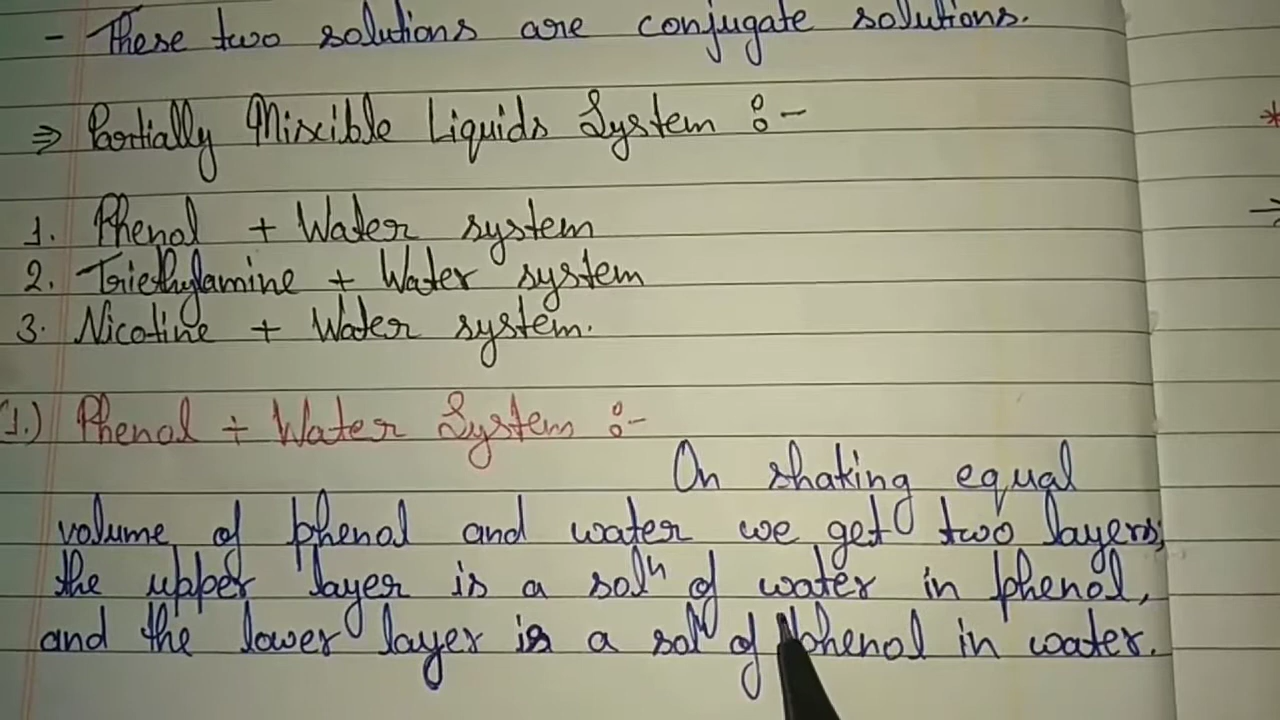 - These two solutions are conjugate solutions.
⇒ Partially Miscible Liquids System :-
1. Phenol + Water system
2. Triethylamine + Water system
3. Nicotine + Water system.
(1.) Phenol + Water System :-
On shaking equal
volume of phenol and water we get two layers,
the upper layer is a solⁿ of water in phenol,
and the lower layer is a solⁿ of phenol in water.